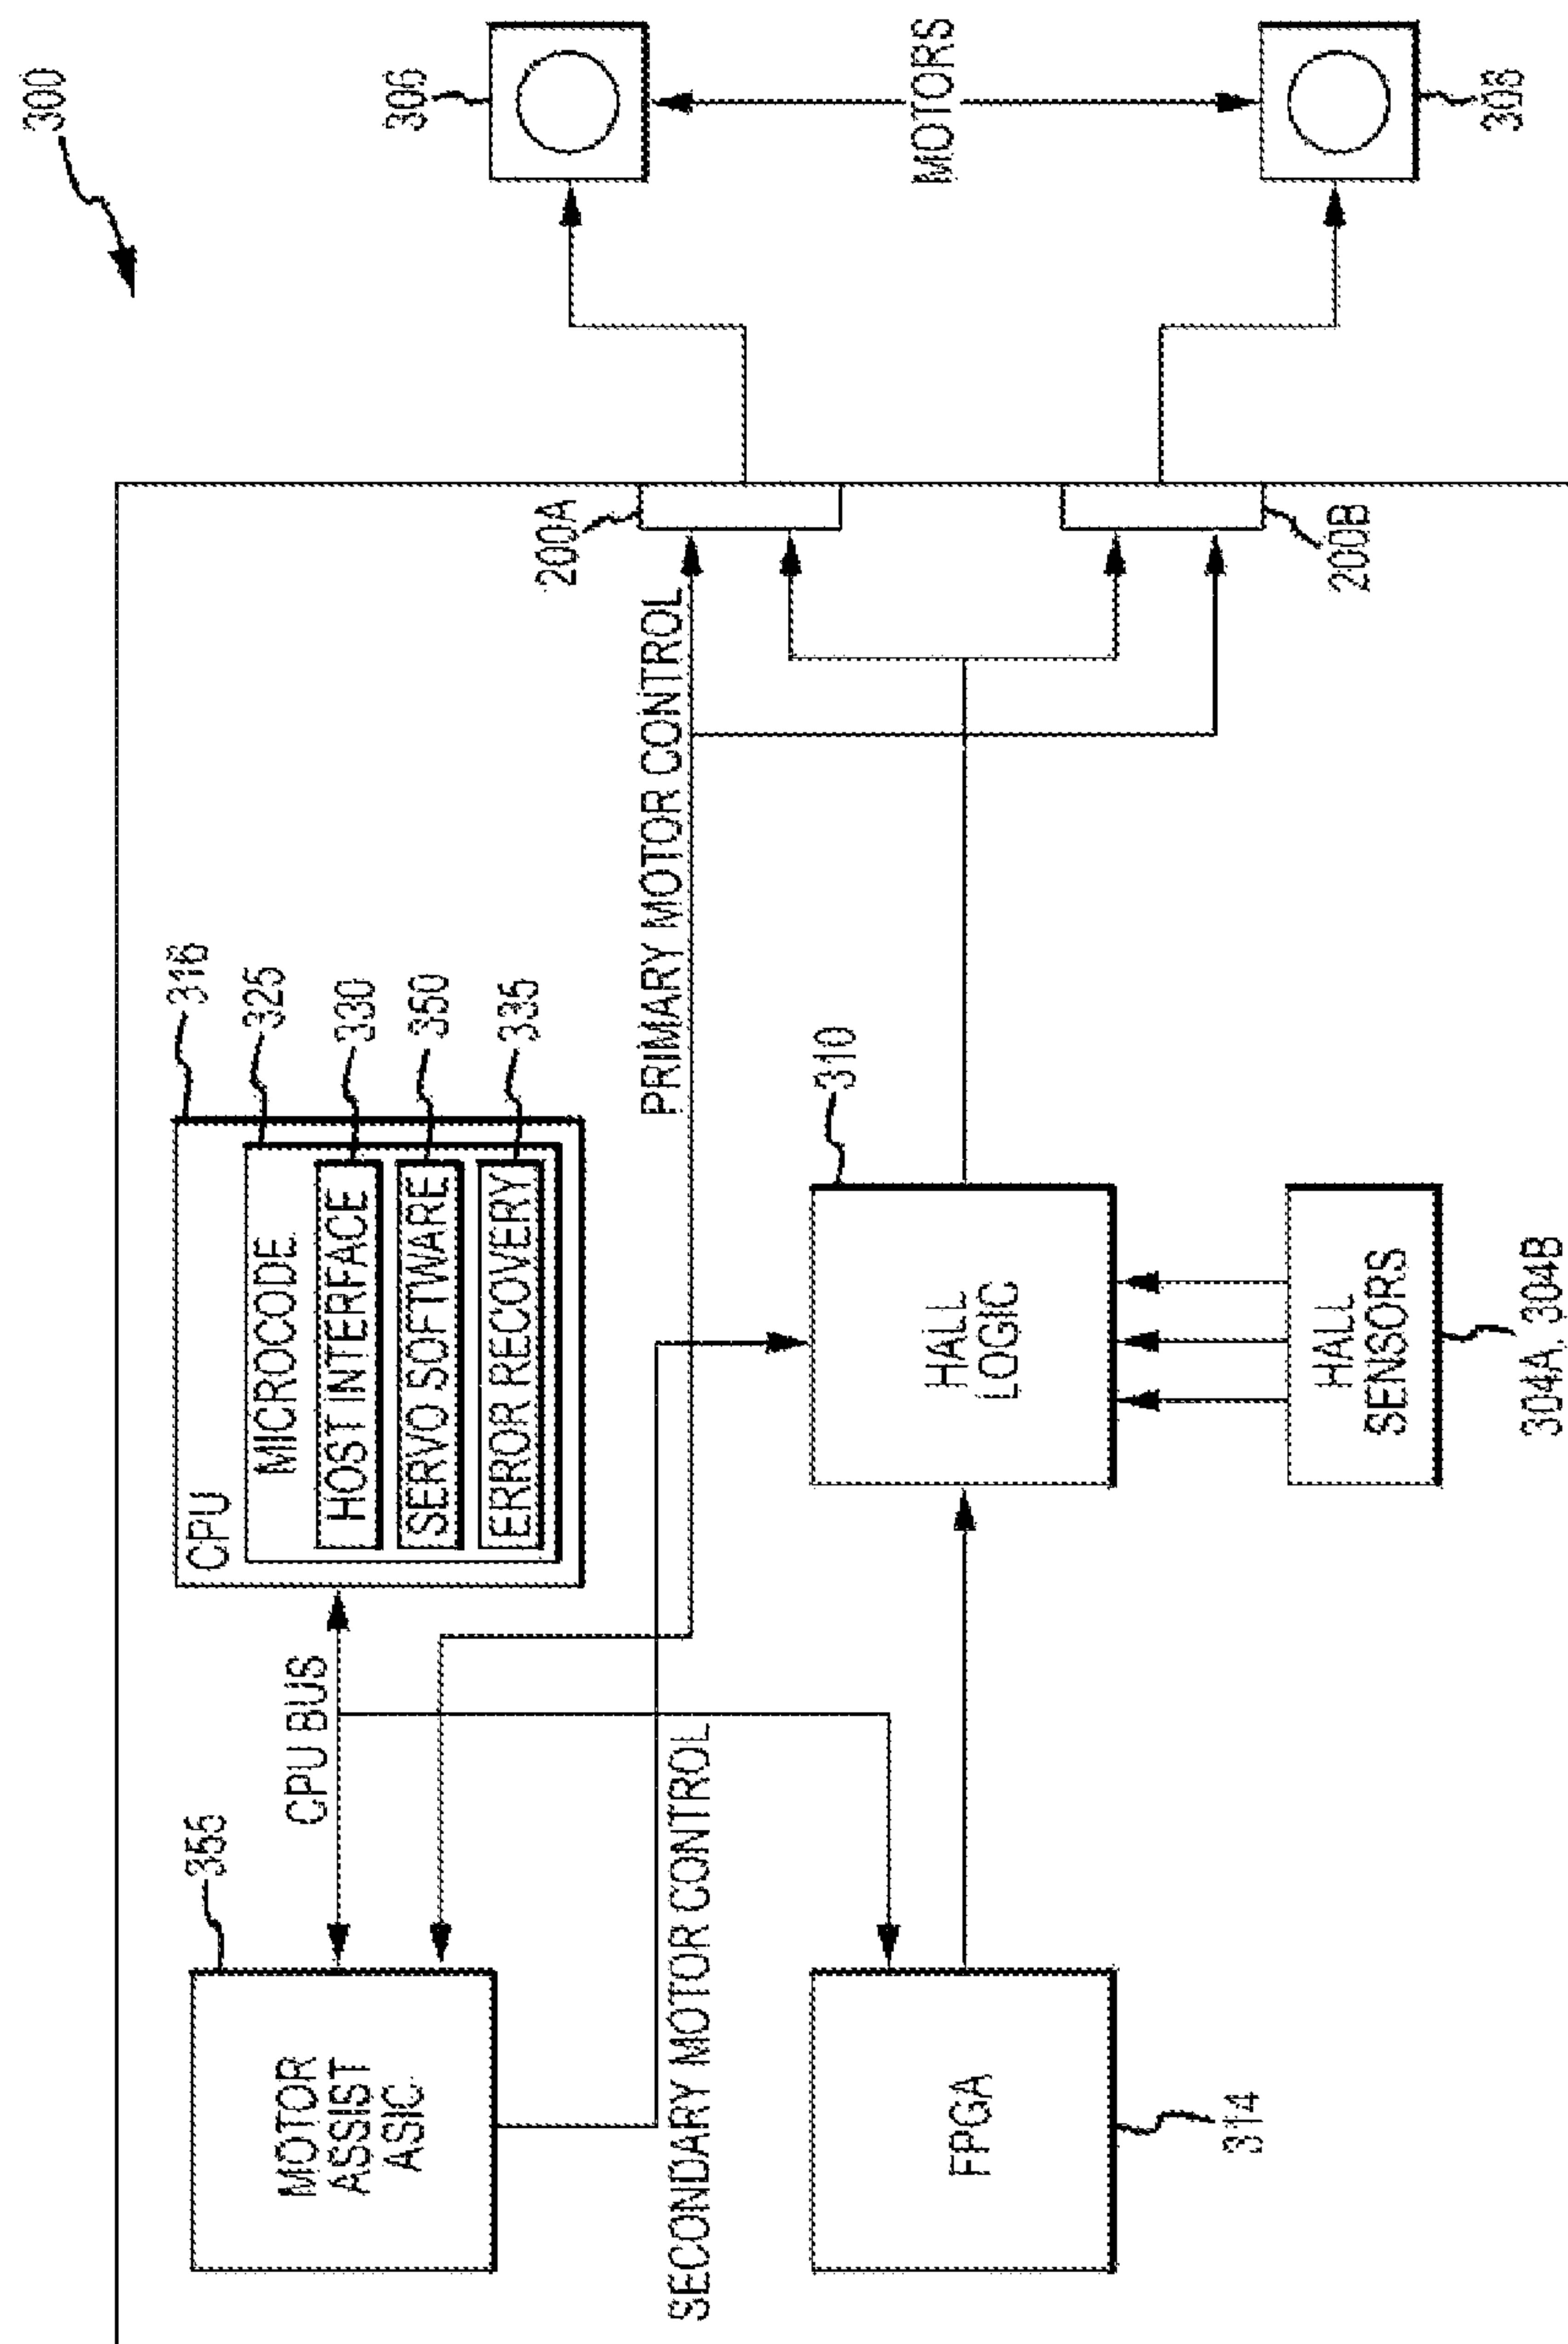 300
306
MOTORS
308
200A
200B
316
325
330
350
335
CPU
MICROCODE
HOST INTERFACE
SERVO SOFTWARE
ERROR RECOVERY
PRIMARY MOTOR CONTROL
310
HALL
LOGIC
HALL
SENSORS
304A, 304B
CPU BUS
355
MOTOR
ASSIST
ASIC
SECONDARY MOTOR CONTROL
FPGA
314